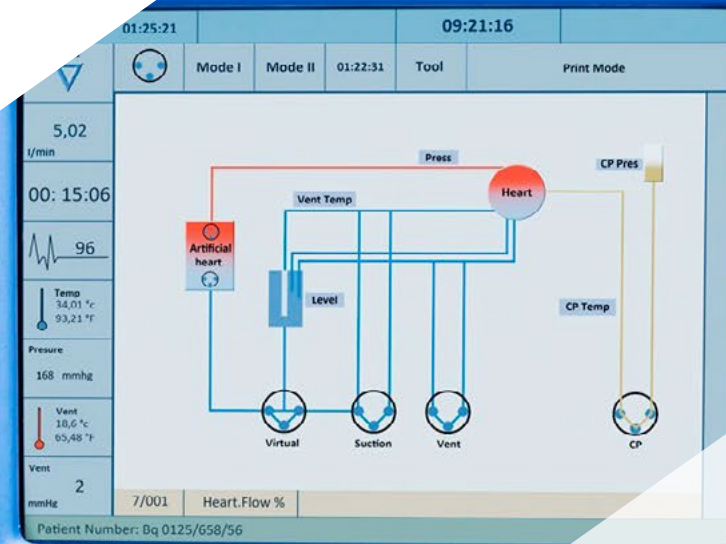 01:25:21
09:21:16
Mode I
Mode II
01:22:31
Tool
Print Mode
5,02
l/min
00: 15:06
96
Temp
34,01 °c
93,21 °F
Presure
168 mmhg
Vent
18,6 °c
65,48 °F
Vent
2
mmHg
Press
CP Pres
Heart
Vent Temp
Artificial
heart
Level
CP Temp
Virtual
Suction
Vent
CP
7/001
Heart.Flow %
Patient Number: Bq 0125/658/56